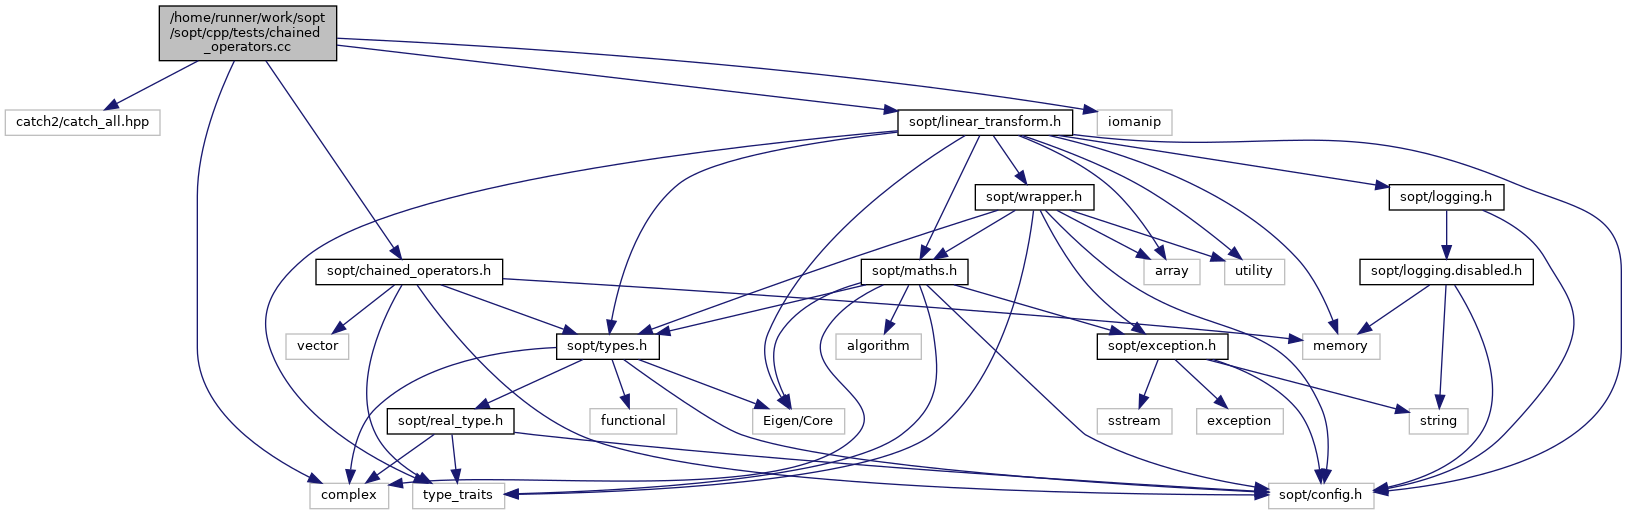 /home/runner/work/sopt
/sopt/cpp/tests/chained
_operators.cc
catch2/catch_all.hpp
sopt/linear_transform.h
iomanip
sopt/wrapper.h
sopt/logging.h
sopt/chained_operators.h
sopt/maths.h
array
utility
sopt/logging.disabled.h
vector
sopt/types.h
algorithm
sopt/exception.h
memory
sopt/real_type.h
functional
Eigen/Core
sstream
exception
string
complex
type_traits
sopt/config.h